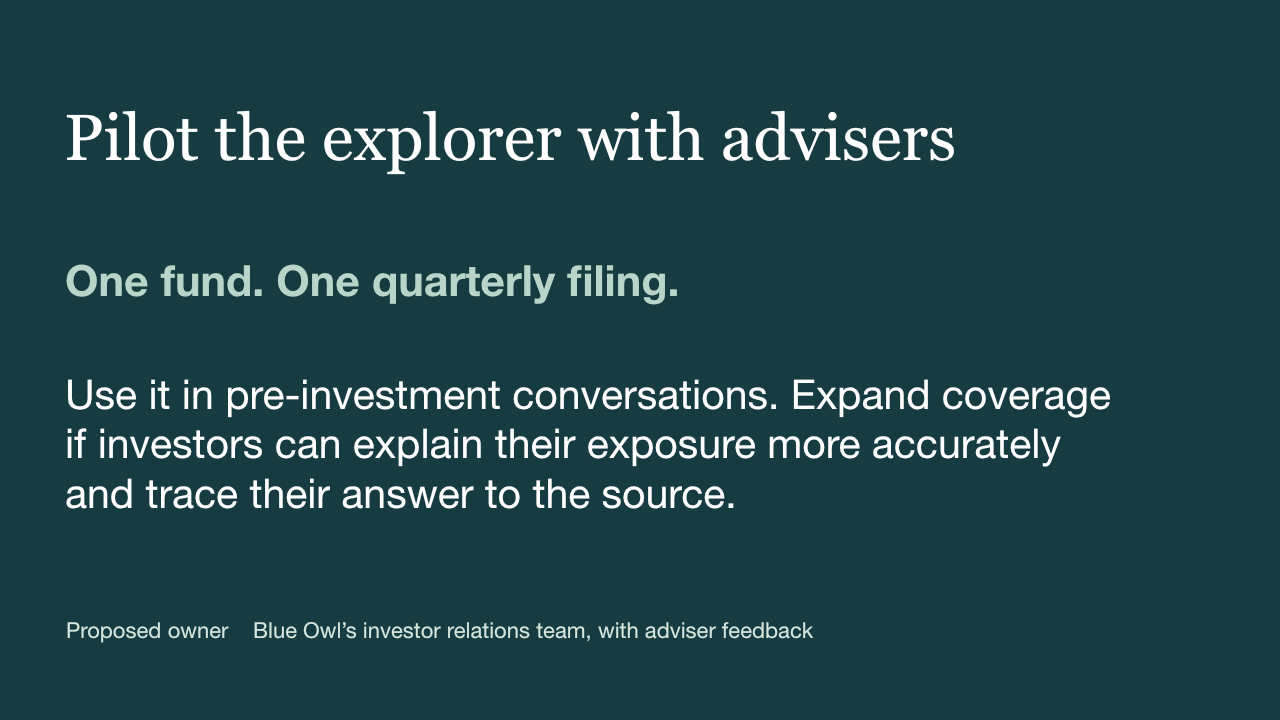 Pilot the explorer with advisers
One fund. One quarterly filing.
Use it in pre-investment conversations. Expand coverage
if investors can explain their exposure more accurately
and trace their answer to the source.
Proposed owner Blue Owl’s investor relations team, with adviser feedback